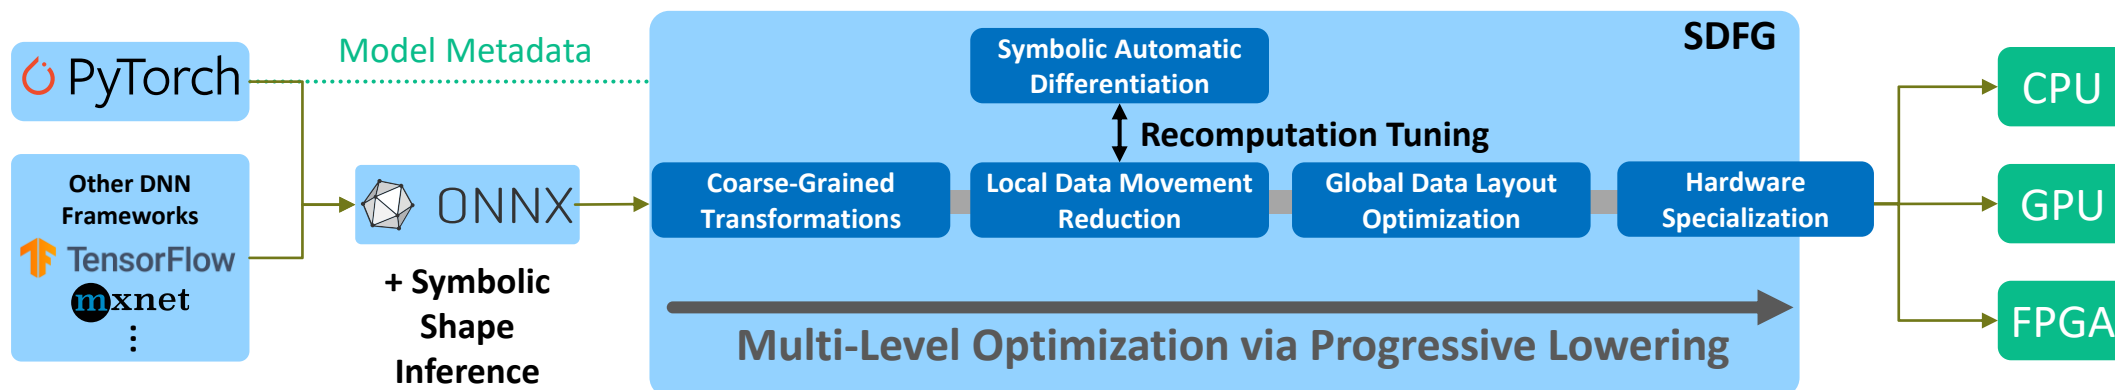 PyTorch
Other DNN
Frameworks
TensorFlow
mxnet
Model Metadata
ONNX
+ Symbolic
Shape
Inference
SDFG
Symbolic Automatic
Differentiation
Recomputation Tuning
Coarse-Grained
Transformations
Local Data Movement
Reduction
Global Data Layout
Optimization
Hardware
Specialization
Multi-Level Optimization via Progressive Lowering
CPU
GPU
FPGA